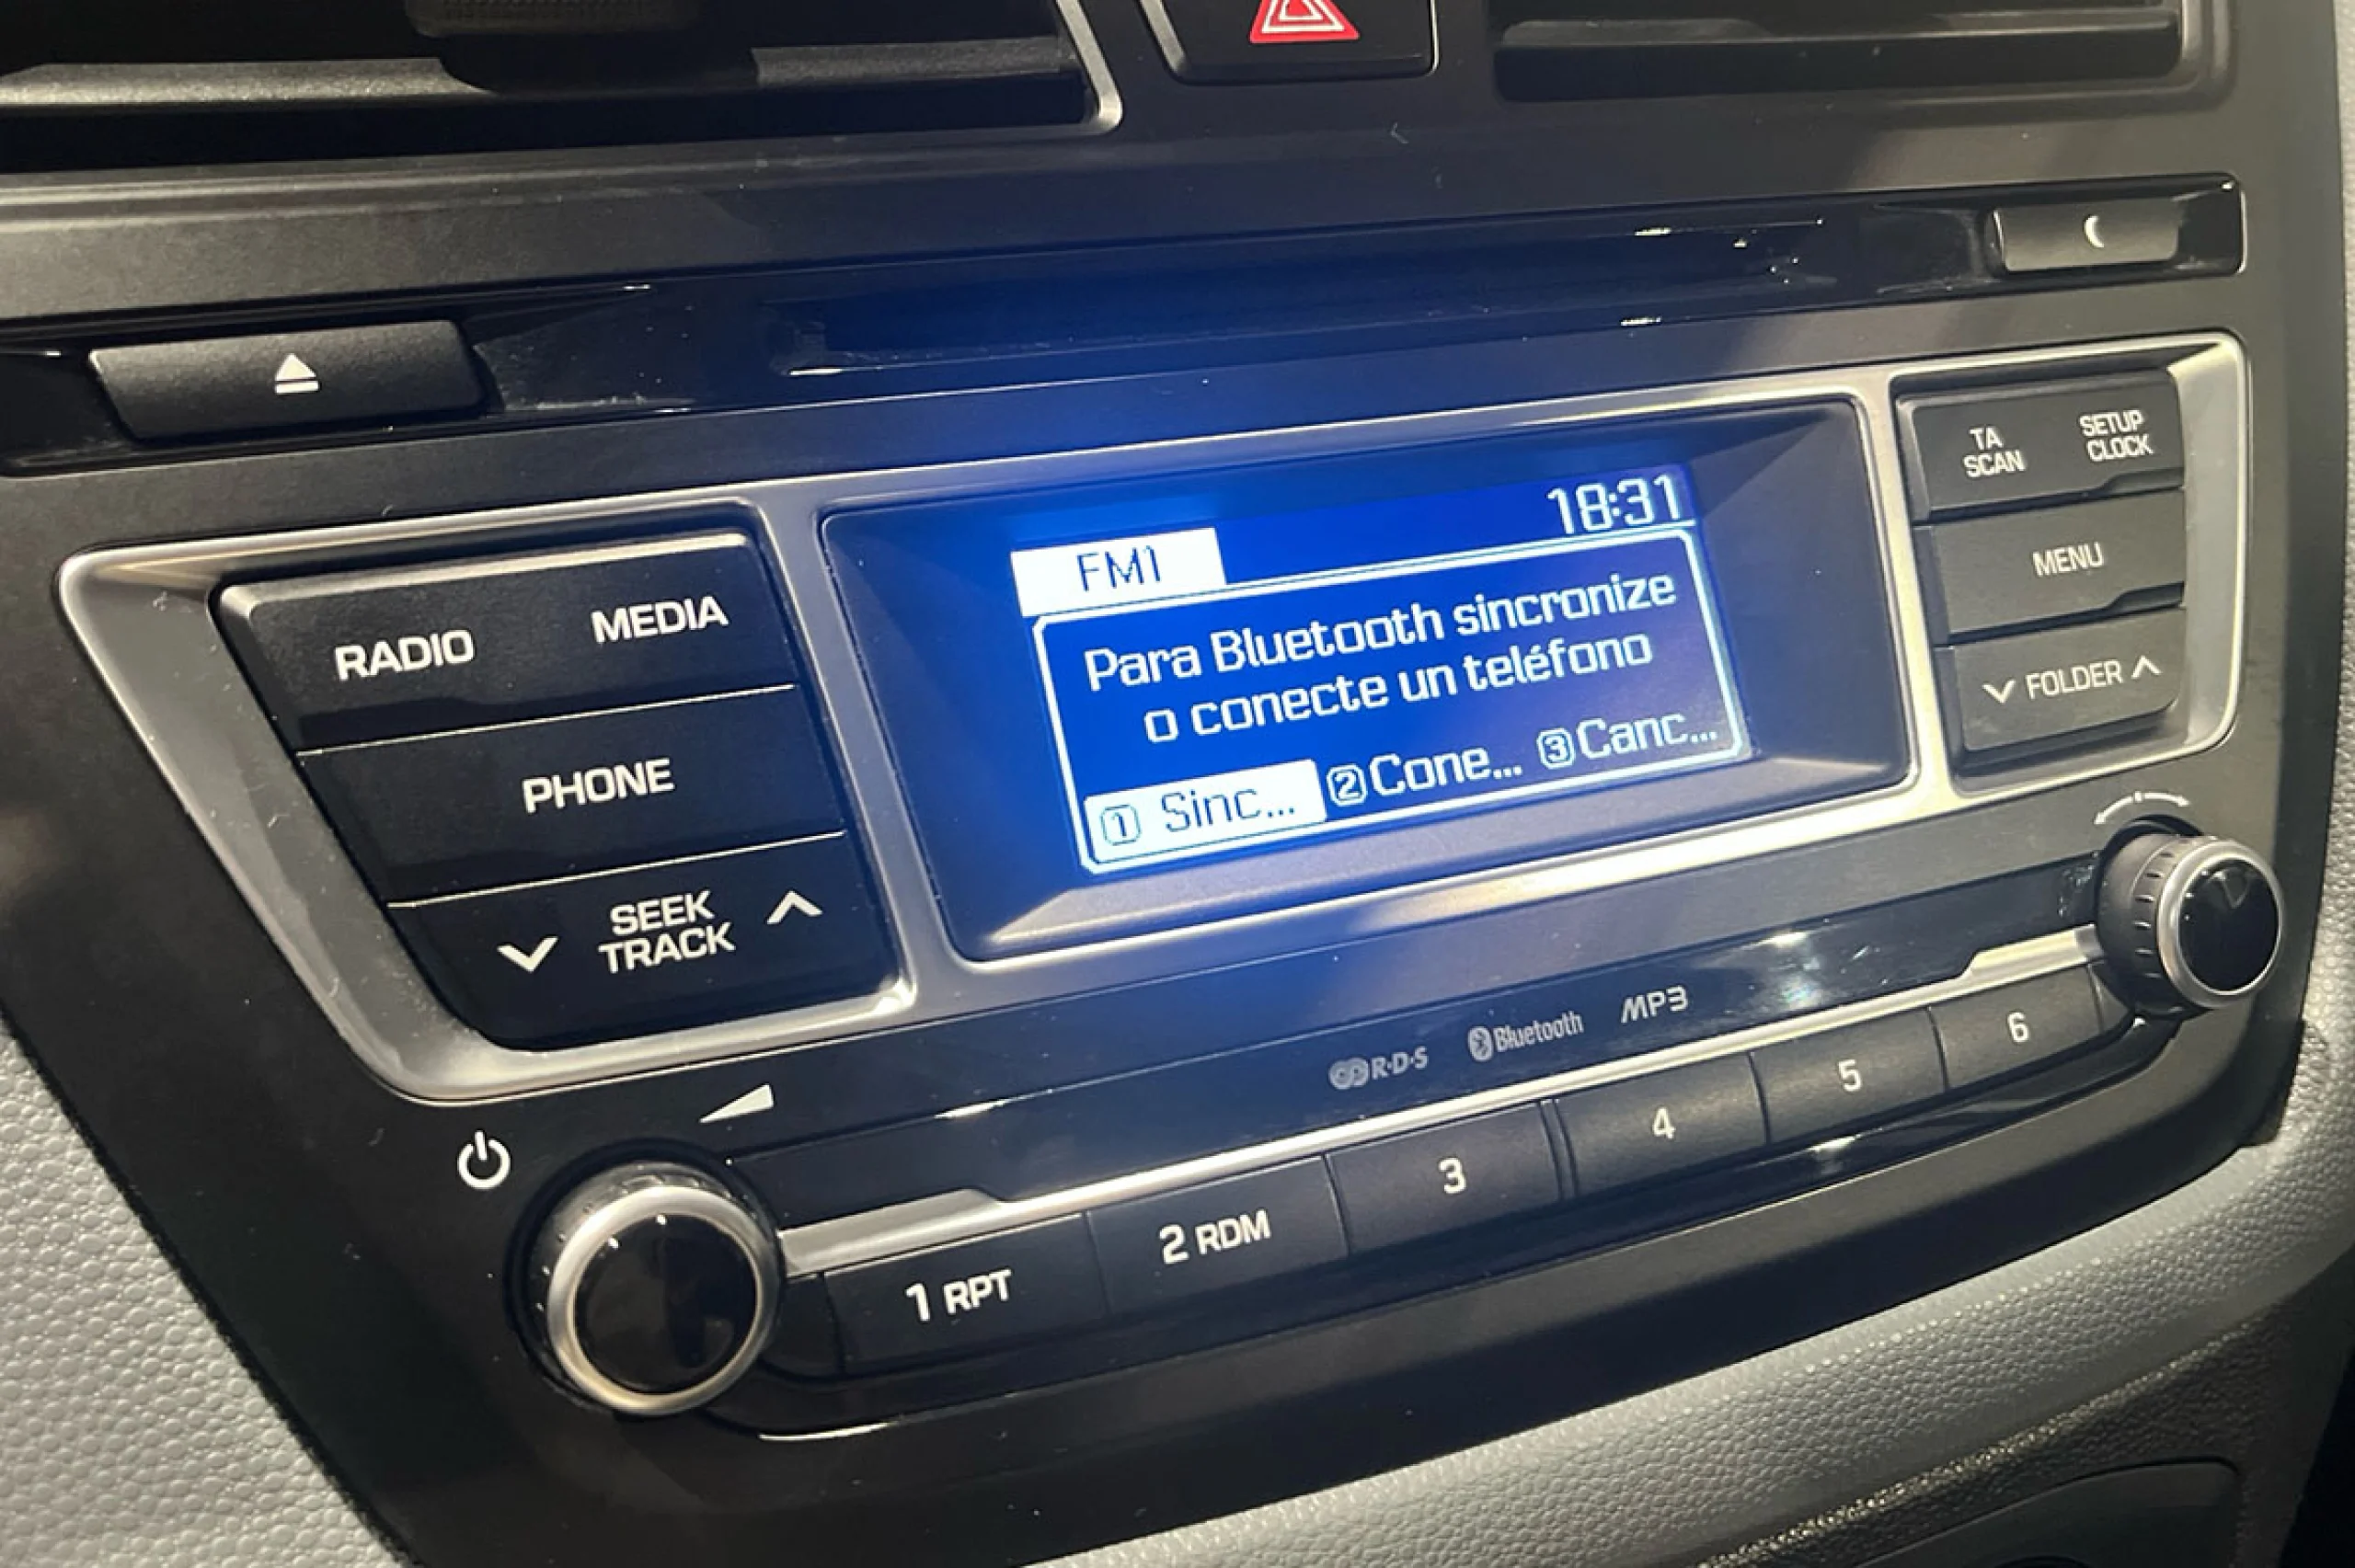 TA
SCAN
SETUP
CLOCK
18:31
FM1
Para Bluetooth sincronize
o conecte un teléfono
1 Sinc... 2 Cone... 3 Canc...
RADIO MEDIA
PHONE
SEEK
TRACK
MENU
FOLDER
R·D·S Bluetooth MP3
1 RPT 2 RDM 3 4 5 6